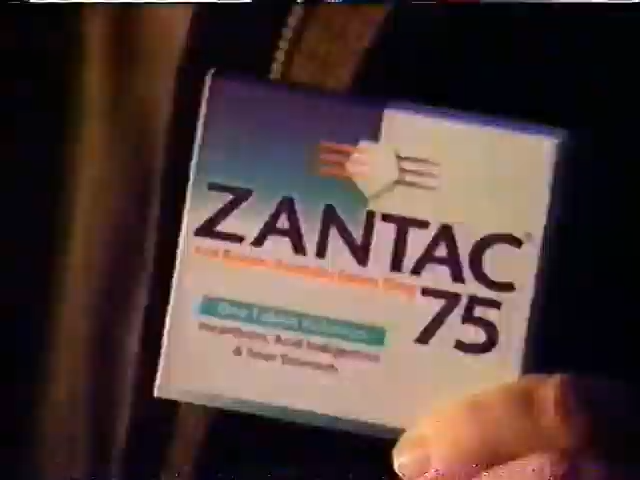 ZANTAC
75
One Tablet Relieves
Heartburn, Acid Indigestion
& Sour Stomach